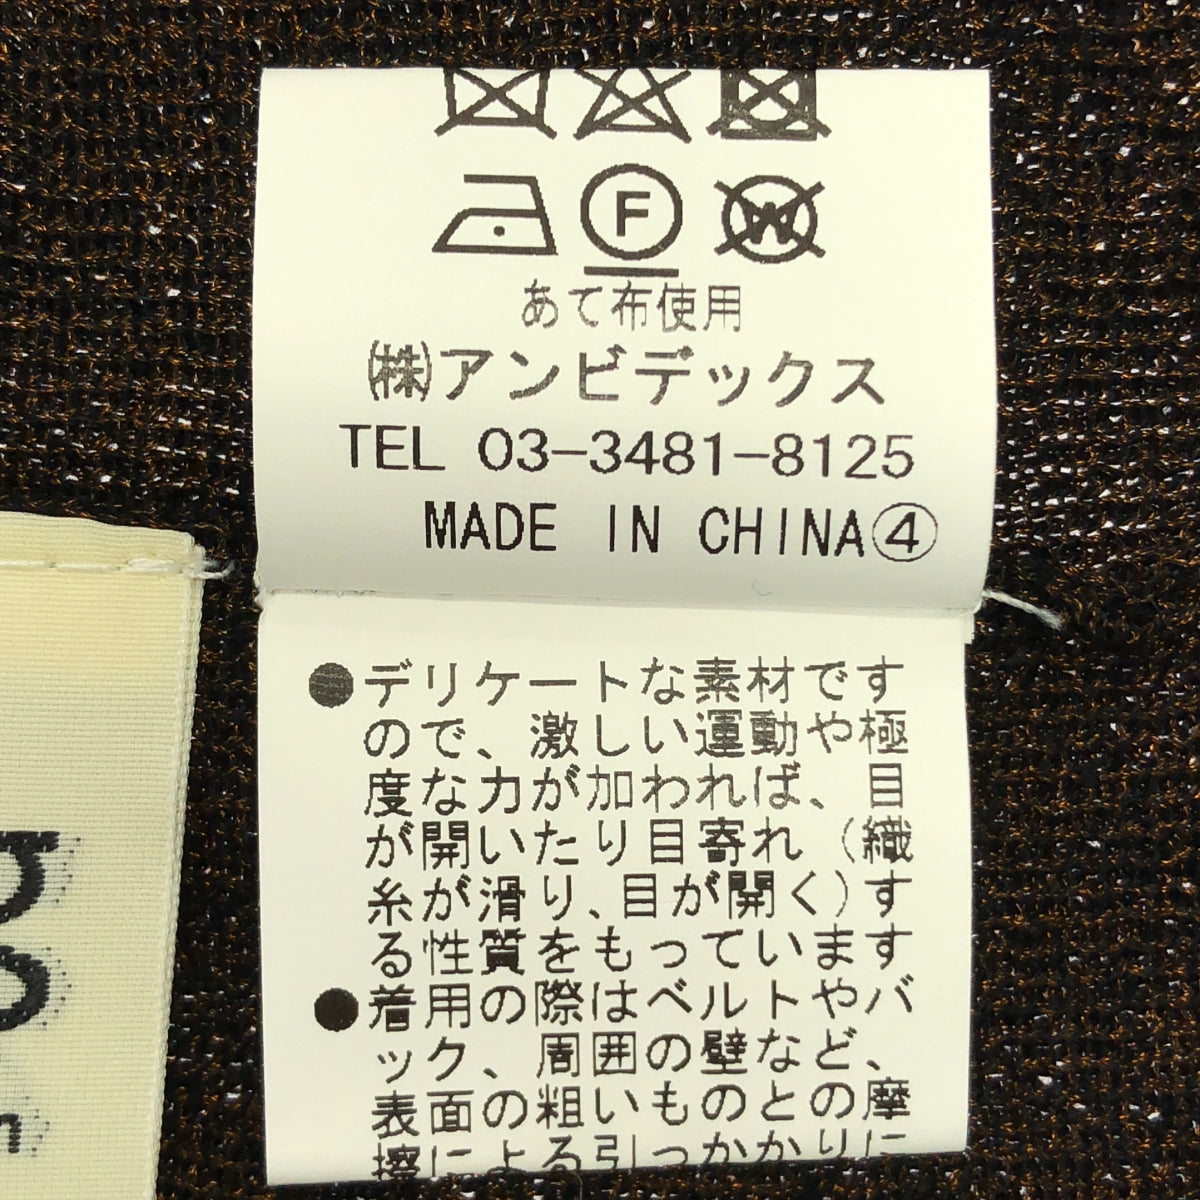 F W
あて布使用
㈱アンビデックス
TEL 03-3481-8125
MADE IN CHINA④
●デリケートな素材です
ので、激しい運動や極
度な力が加われば、目
が開いたり目寄れ（織
糸が滑り、目が開く）す
る性質をもっています
●着用の際はベルトやバ
ック、周囲の壁など、
表面の粗いものとの摩
擦による引っかかりに